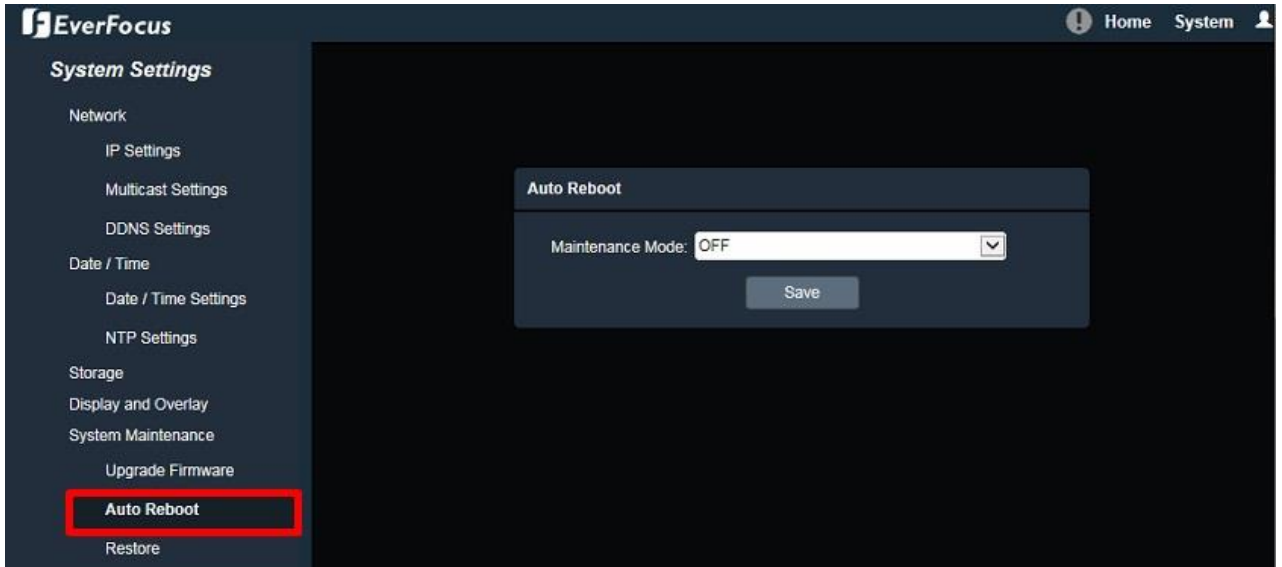 EverFocus
Home System
System Settings
Network
IP Settings
Multicast Settings
DDNS Settings
Date / Time
Date / Time Settings
NTP Settings
Storage
Display and Overlay
System Maintenance
Upgrade Firmware
Auto Reboot
Restore
Auto Reboot
Maintenance Mode: OFF
Save